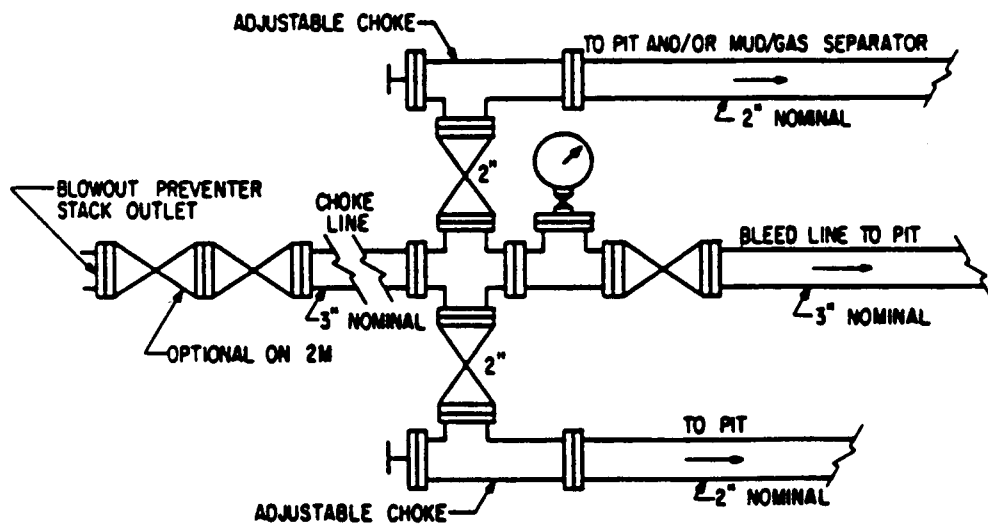 ADJUSTABLE CHOKE
TO PIT AND/OR MUD/GAS SEPARATOR
2" NOMINAL
2"
BLOWOUT PREVENTER
STACK OUTLET
CHOKE
LINE
BLEED LINE TO PIT
3" NOMINAL
3" NOMINAL
OPTIONAL ON 2M
2"
TO PIT
2" NOMINAL
ADJUSTABLE CHOKE